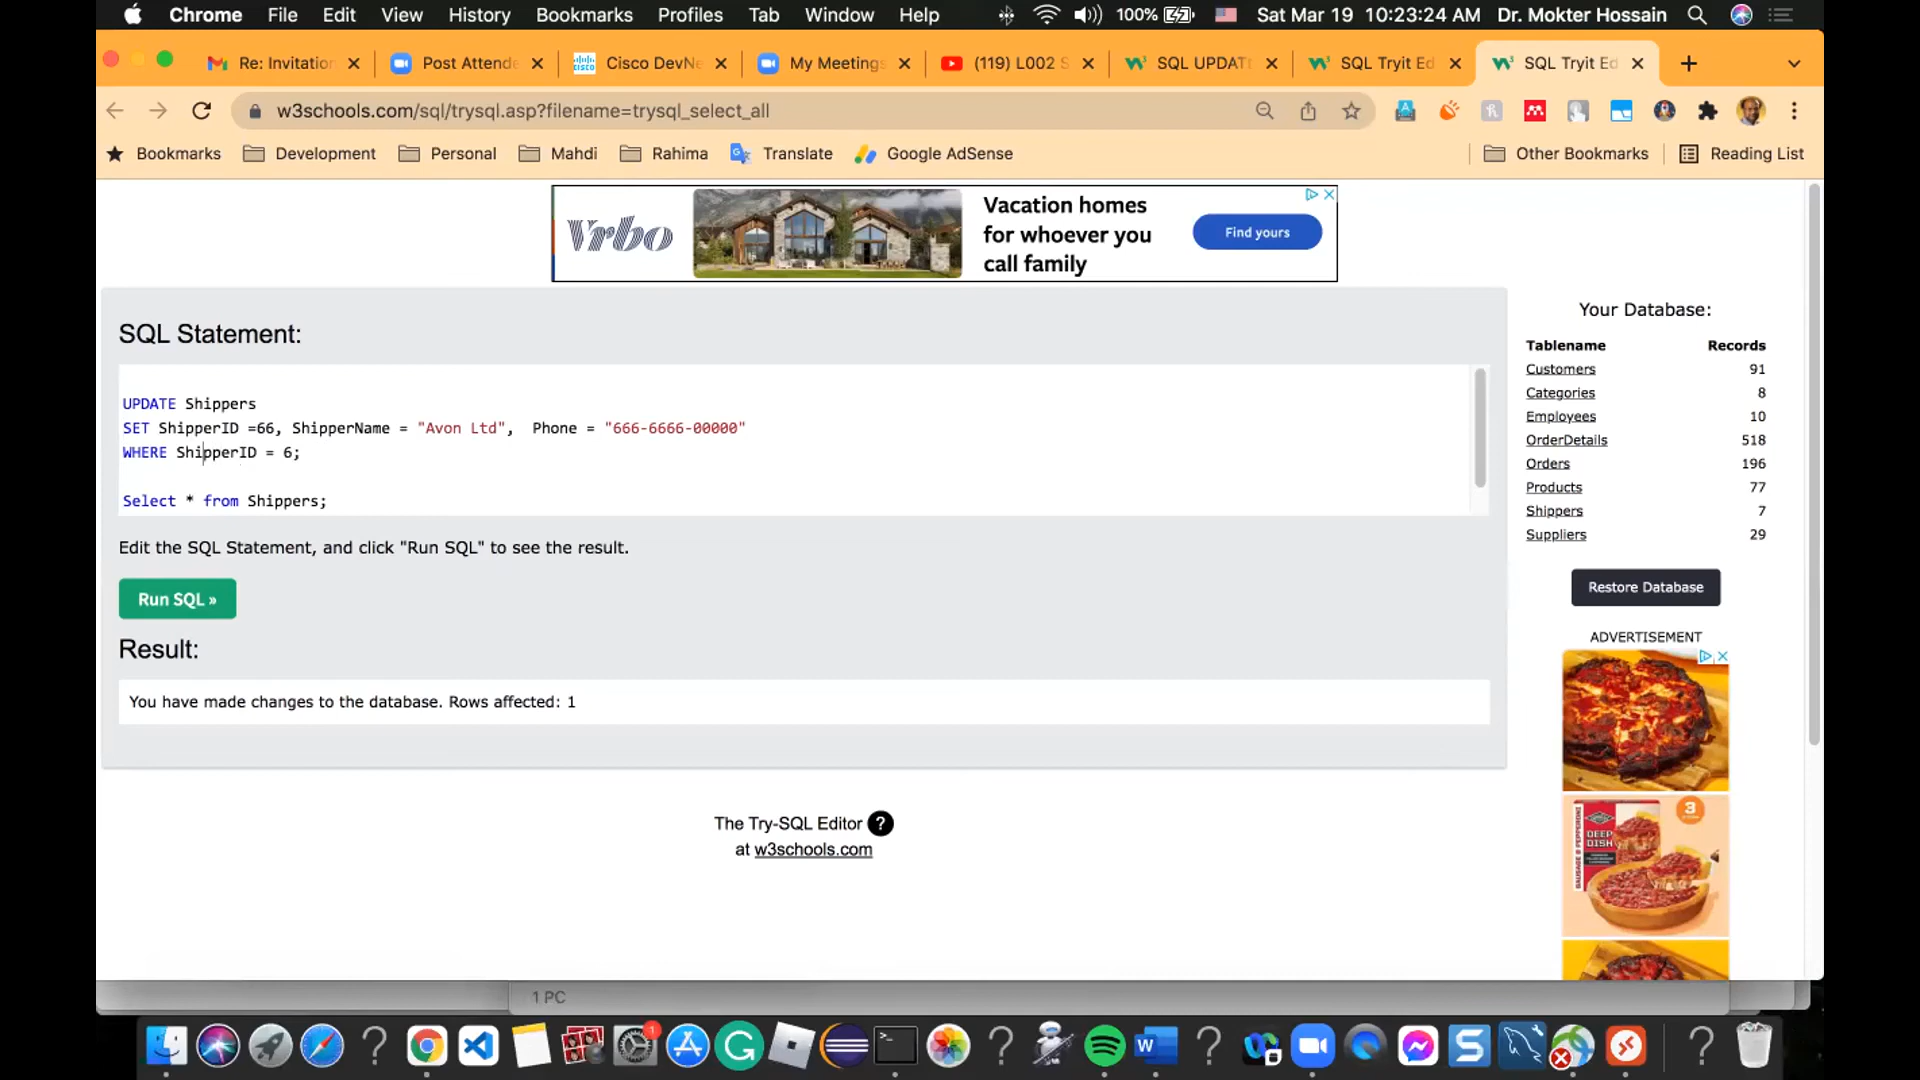 Chrome File Edit View History Bookmarks Profiles Tab Window Help 100% Sat Mar 19 10:23:24 AM Dr. Mokter Hossain
Re: Invitation Post Attende Cisco DevNe My Meetings (119) L002 S SQL UPDAT SQL Tryit Ed SQL Tryit Ed
w3schools.com/sql/trysql.asp?filename=trysql_select_all
Bookmarks Development Personal Mahdi Rahima Translate Google AdSense Other Bookmarks Reading List
Vrbo
Vacation homes
for whoever you
call family
Find yours
SQL Statement:
UPDATE Shippers
SET ShipperID =66, ShipperName = "Avon Ltd", Phone = "666-6666-00000"
WHERE ShipperID = 6;
Select * from Shippers;
Edit the SQL Statement, and click "Run SQL" to see the result.
Run SQL »
Result:
You have made changes to the database. Rows affected: 1
The Try-SQL Editor ?
at w3schools.com
Your Database:
Tablename Records
Customers 91
Categories 8
Employees 10
OrderDetails 518
Orders 196
Products 77
Shippers 7
Suppliers 29
Restore Database
ADVERTISEMENT
3
DEEP
DISH
1 PC